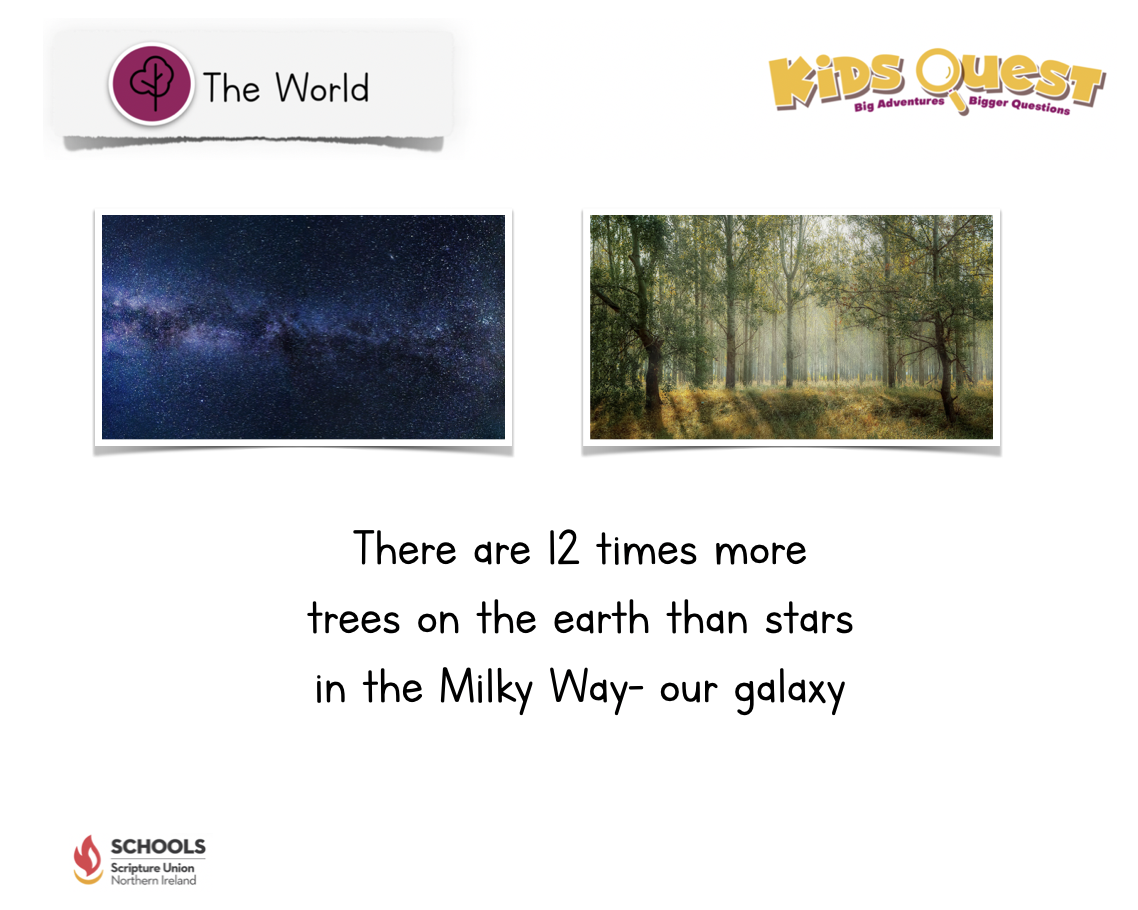 The World
KiDS QUEST
Big Adventures Bigger Questions
There are 12 times more
trees on the earth than stars
in the Milky Way- our galaxy
SCHOOLS
Scripture Union
Northern Ireland